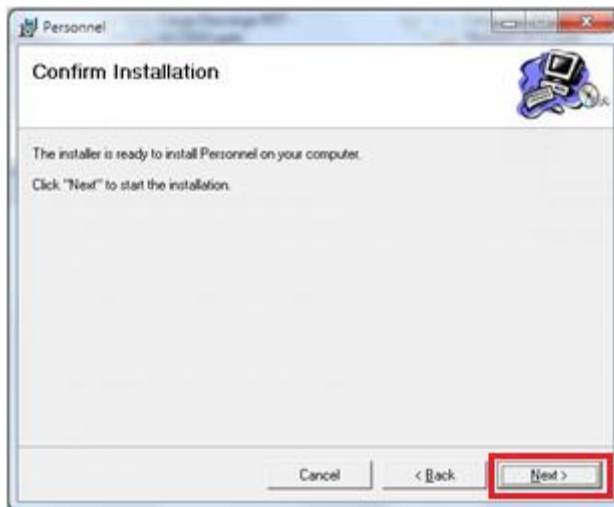 Personnel
Confirm Installation
The installer is ready to install Personnel on your computer.
Click "Next" to start the installation.
Cancel
< Back
Next >